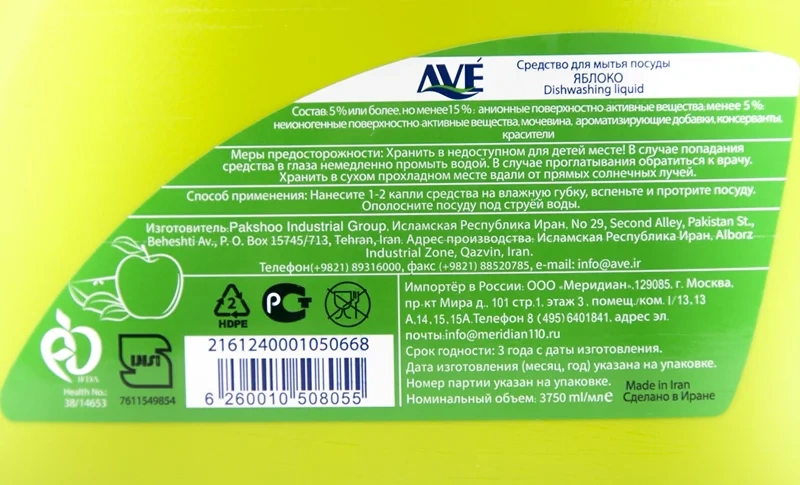 AVÉ
Средство для мытья посуды
ЯБЛОКО
Dishwashing liquid
Состав: 5 % или более, но менее 15 % : анионные поверхностно-активные вещества, менее 5 %:
неионогенные поверхностно-активные вещества, мочевина, ароматизирующие добавки, консерванты,
красители
Меры предосторожности: Хранить в недоступном для детей месте! В случае попадания
средства в глаза немедленно промыть водой. В случае проглатывания обратиться к врачу.
Хранить в сухом прохладном месте вдали от прямых солнечных лучей.
Способ применения: Нанесите 1-2 капли средства на влажную губку, вспеньте и протрите посуду.
Ополосните посуду под струёй воды.
Изготовитель:Pakshoo Industrial Group, Исламская Республика Иран. No 29, Second Alley, Pakistan St.,
Beheshti Av., P. O. Box 15745/713, Tehran, Iran. Адрес производства: Исламская Республика Иран, Alborz
Industrial Zone, Qazvin, Iran.
Телефон(+9821) 89316000, факс (+9821) 88520785, e-mail: info@ave.ir
Импортёр в России: ООО «Меридиан»,129085. г. Москва,
пр-кт Мира д.. 101 стр.1. этаж 3 . помещ./ком. I/13,13
А,14,15,15А.Телефон 8 (495) 6401841. адрес эл.
почты:info@meridian110.ru
Срок годности: 3 года с даты изготовления.
Дата изготовления (месяц, год) указана на упаковке.
Номер партии указан на упаковке.
Номинальный объем: 3750 ml/мл℮
Made in Iran
Сделано в Иране
2
HDPE
РСТ
IFDA
Health No.:
38/14653
ISIRI
7611549854
2161240001050668
6 260010 508055